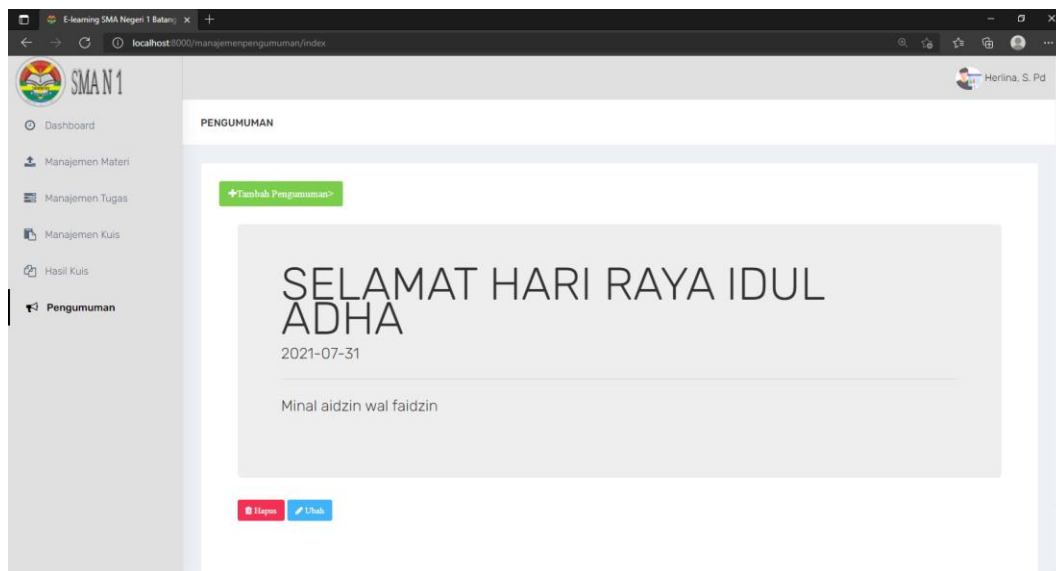 E-learning SMA Negeri 1 Batang
localhost:8000/manajemenpengumuman/index
SMA N 1
Herlina, S. Pd
Dashboard
PENGUMUMAN
Manajemen Materi
Manajemen Tugas
Tambah Pengumuman>
Manajemen Kuis
Hasil Kuis
Pengumuman
SELAMAT HARI RAYA IDUL
ADHA
2021-07-31
Minal aidzin wal faidzin
Hapus
Ubah